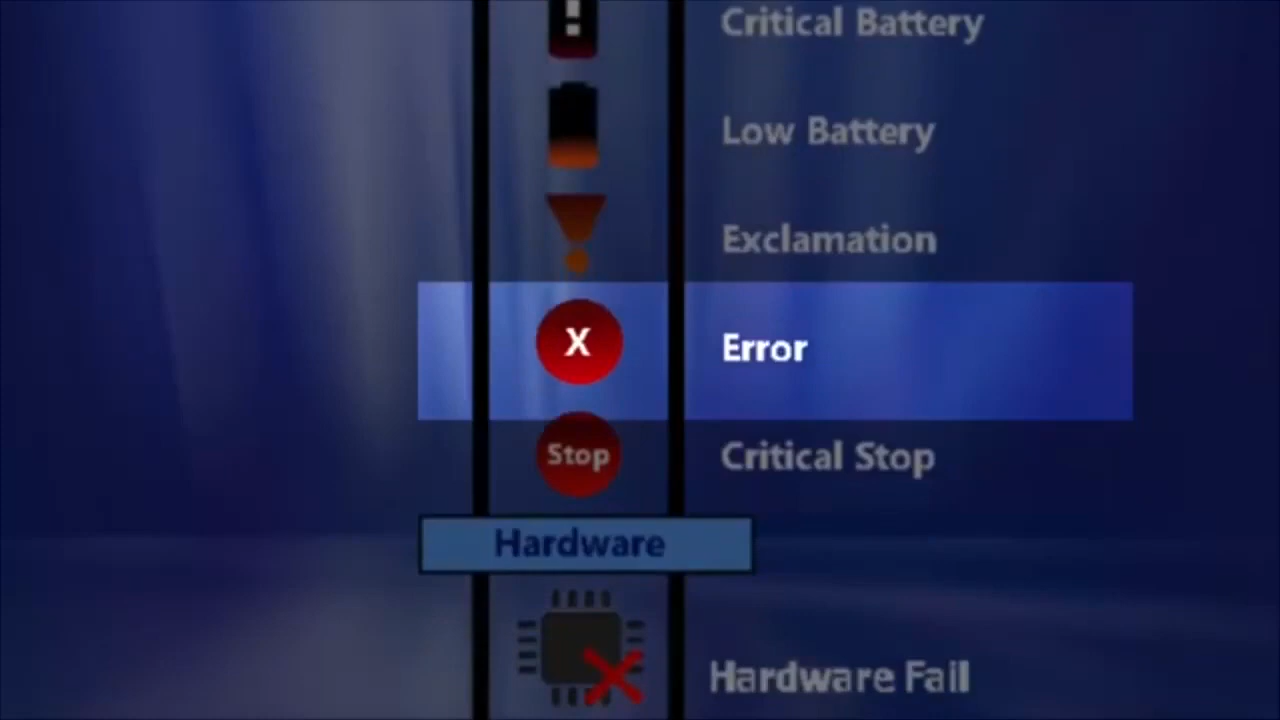 !
Critical Battery
Low Battery
Exclamation
X
Error
Stop
Critical Stop
Hardware
Hardware Fail